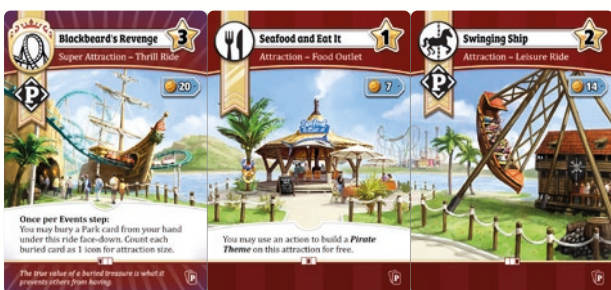 Blackbeard's Revenge
3
Super Attraction – Thrill Ride
P
20
Once per Events step:
You may bury a Park card from your hand
under this ride face-down. Count each
buried card as 1 icon for attraction size.
The true value of a buried treasure is what it
prevents others from having.
P
Seafood and Eat It
1
Attraction – Food Outlet
7
You may use an action to build a Pirate
Theme on this attraction for free.
P
Swinging Ship
2
Attraction – Leisure Ride
P
14
P